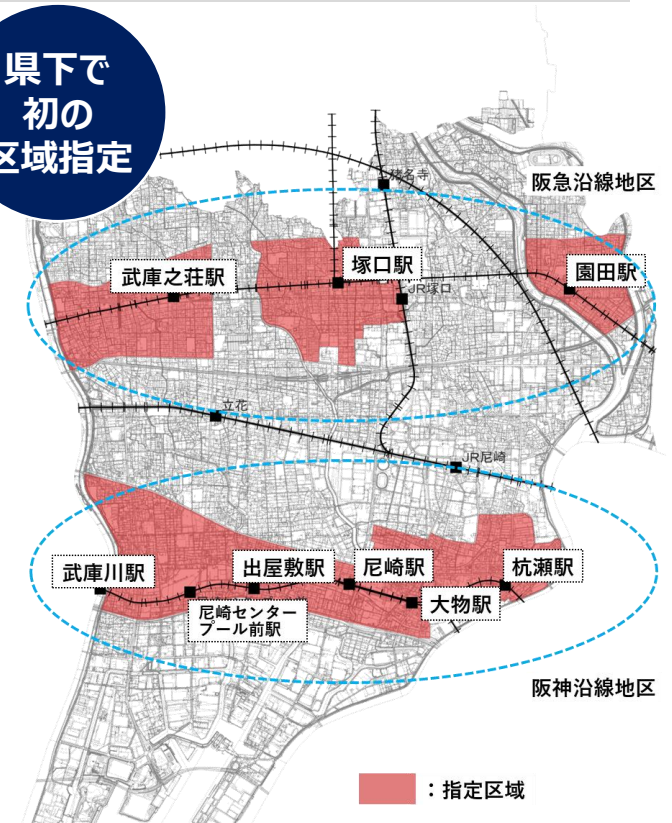 県下で
初の
区域指定
猪名寺
阪急沿線地区
武庫之荘駅
塚口駅
園田駅
JR塚口
立花
JR尼崎
武庫川駅
出屋敷駅
尼崎駅
杭瀬駅
尼崎センター
プール前駅
大物駅
阪神沿線地区
：指定区域